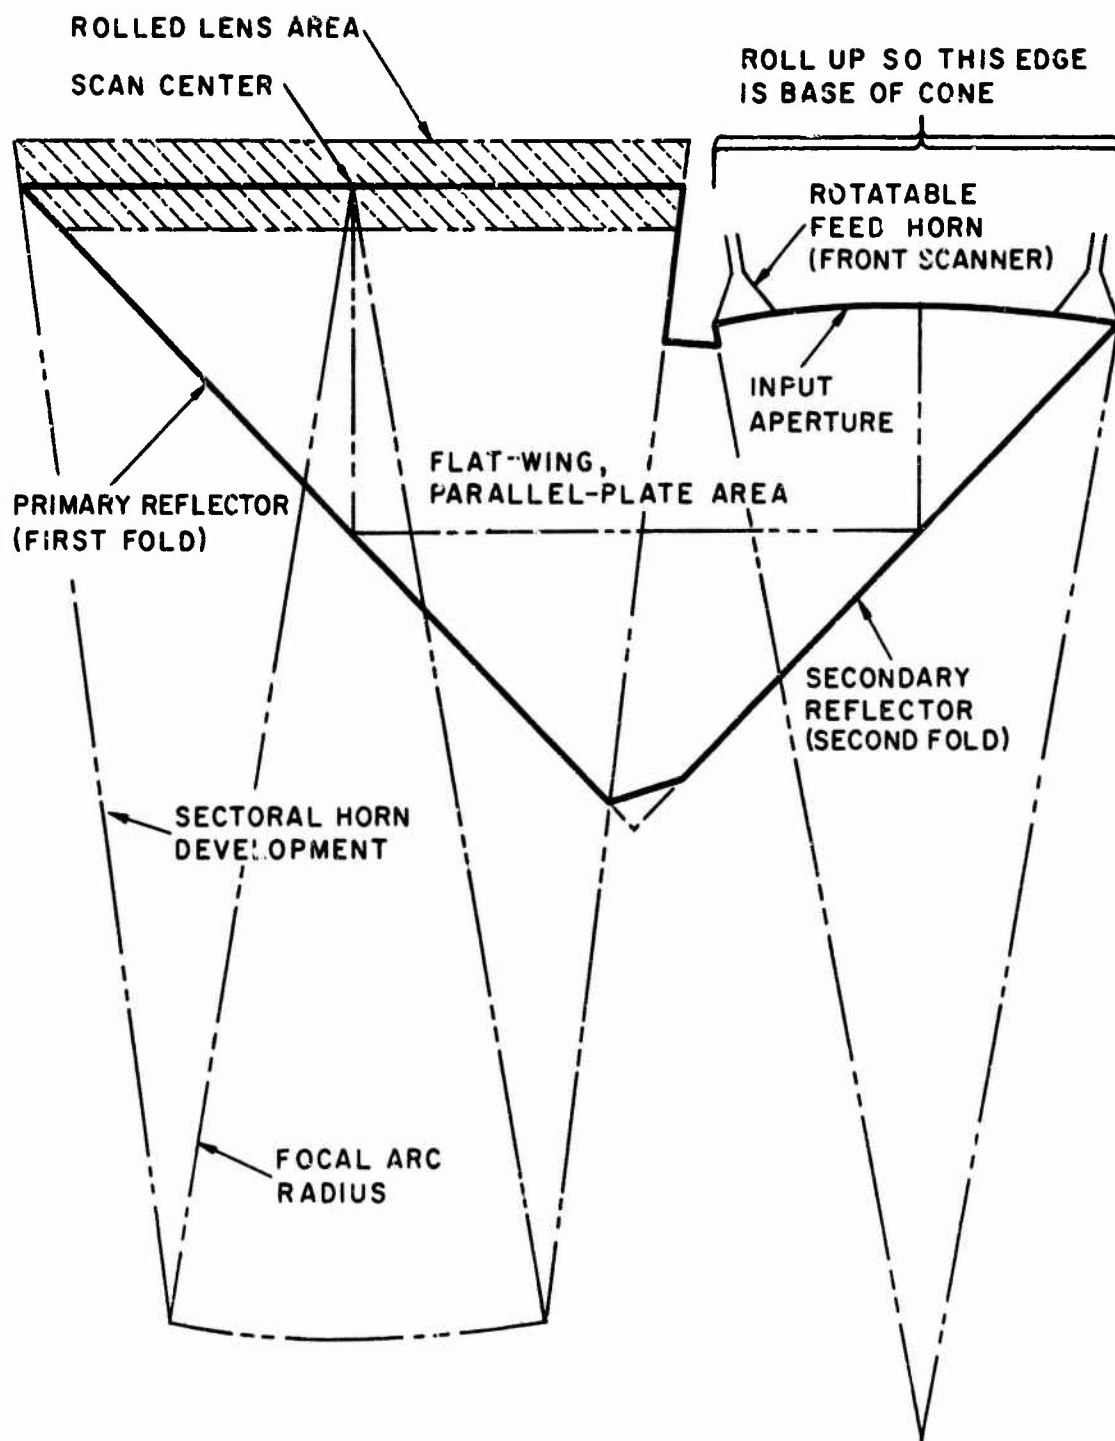 ROLLED LENS AREA
SCAN CENTER
ROLL UP SO THIS EDGE
IS BASE OF CONE
ROTATABLE
FEED HORN
(FRONT SCANNER)
INPUT
APERTURE
FLAT-WING,
PARALLEL-PLATE AREA
PRIMARY REFLECTOR
(FIRST FOLD)
SECONDARY
REFLECTOR
(SECOND FOLD)
SECTORAL HORN
DEVELOPMENT
FOCAL ARC
RADIUS